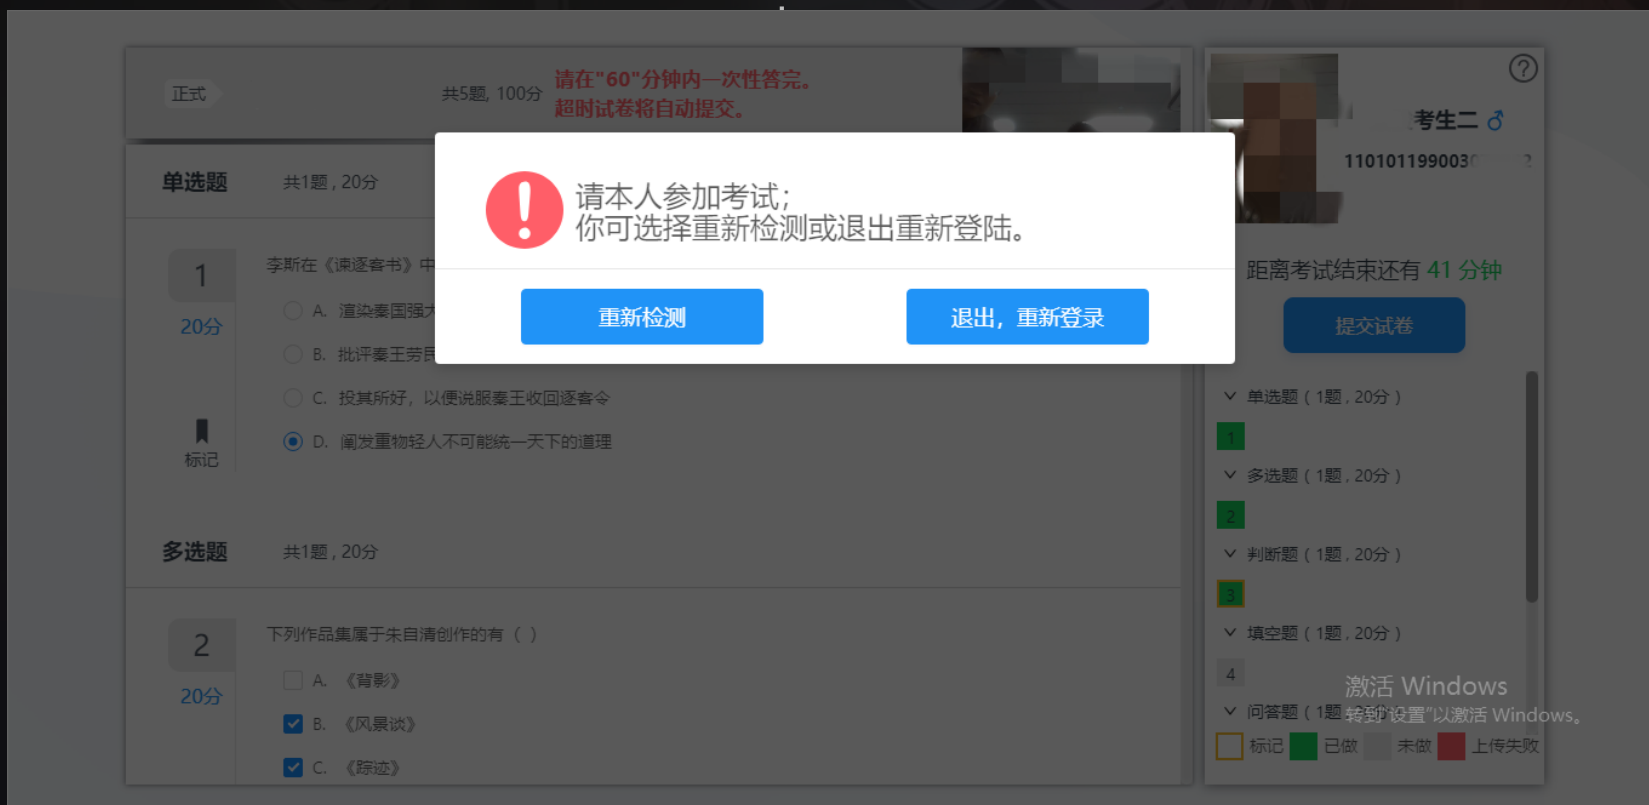 正式
共5题, 100分
请在"60"分钟内一次性答完。
超时试卷将自动提交。
考生二
请本人参加考试；
你可选择重新检测或退出重新登陆。
重新检测
退出，重新登录
单选题
共1题 , 20分
1
20分
标记
李斯在《谏逐客书》中
A. 渲染秦国强大
B. 批评秦王劳民
C. 投其所好，以便说服秦王收回逐客令
D. 阐发重物轻人不可能统一天下的道理
多选题
共1题 , 20分
2
20分
下列作品集属于朱自清创作的有（ ）
A. 《背影》
B. 《风景谈》
C. 《踪迹》
距离考试结束还有 41 分钟
提交试卷
单选题 ( 1题 , 20分 )
1
多选题 ( 1题 , 20分 )
2
判断题 ( 1题 , 20分 )
3
填空题 ( 1题 , 20分 )
4
问答题 ( 1题
标记
已做
未做
上传失败
激活 Windows
转到"设置"以激活 Windows。